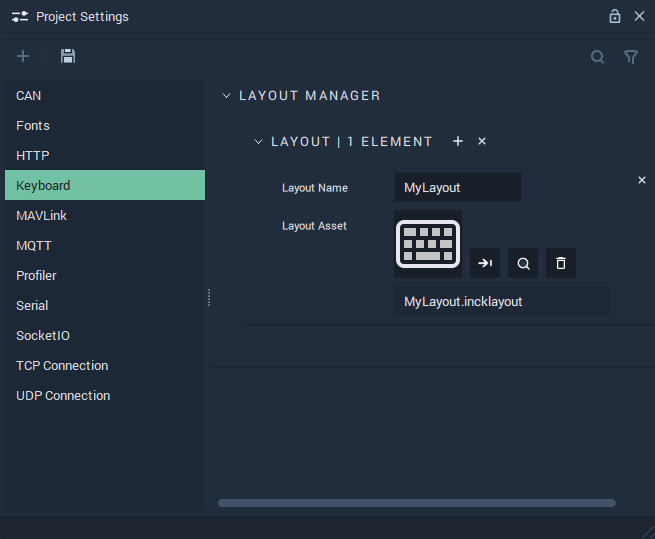 Project Settings
CAN
Fonts
HTTP
Keyboard
MAVLink
MQTT
Profiler
Serial
SocketIO
TCP Connection
UDP Connection
LAYOUT MANAGER
LAYOUT | 1 ELEMENT
Layout Name
MyLayout
Layout Asset
MyLayout.incklayout